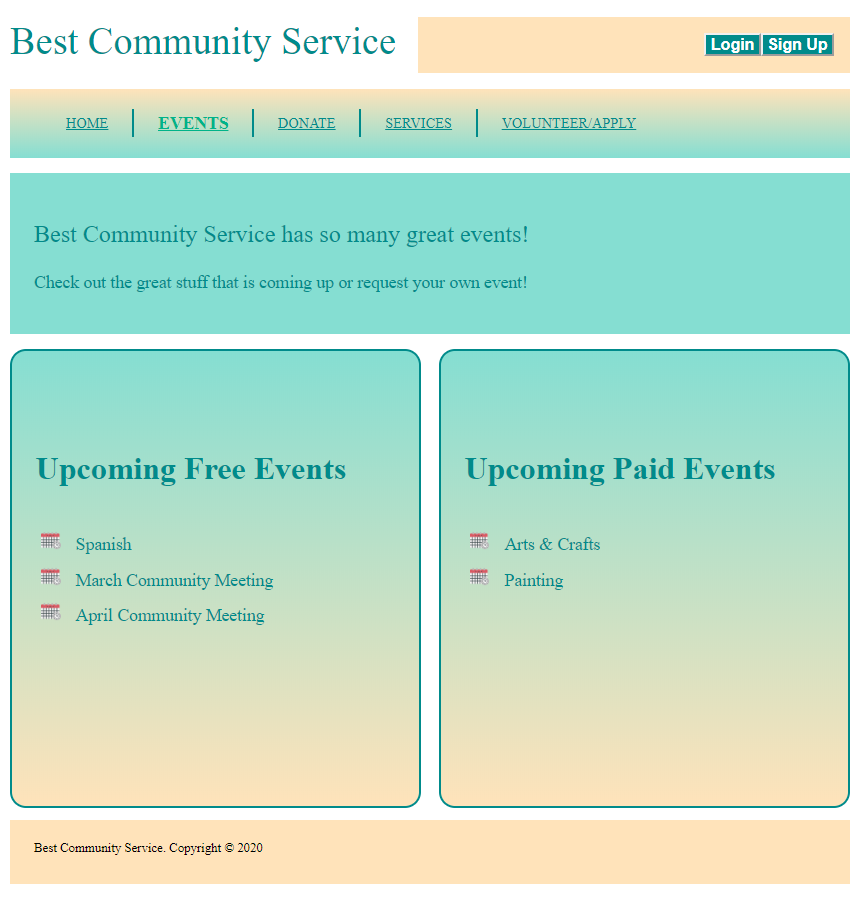 Best Community Service
Login Sign Up
HOME EVENTS DONATE SERVICES VOLUNTEER/APPLY
Best Community Service has so many great events!
Check out the great stuff that is coming up or request your own event!
Upcoming Free Events
Spanish
March Community Meeting
April Community Meeting
Upcoming Paid Events
Arts & Crafts
Painting
Best Community Service. Copyright © 2020